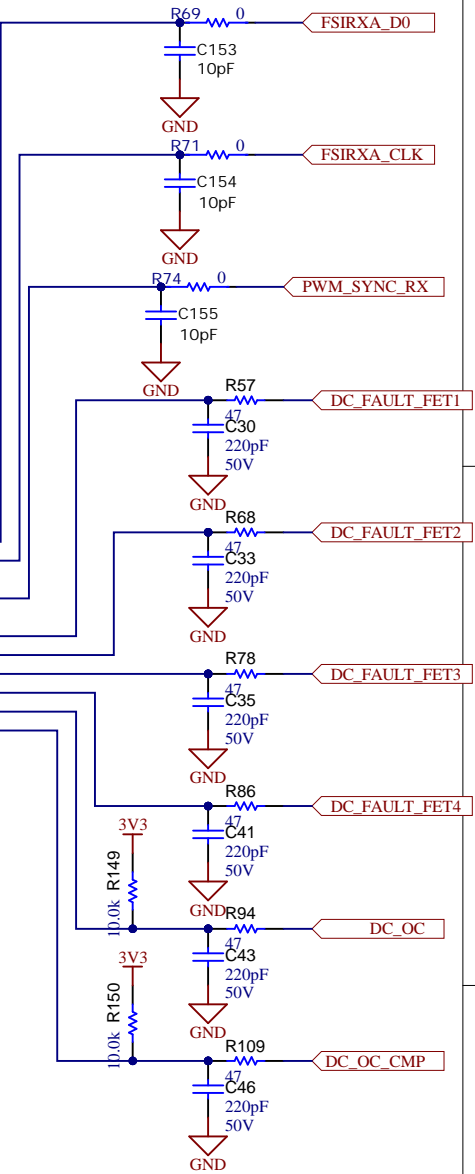 R69 0 FSIRXA_D0
C153
10pF
GND
R71 0 FSIRXA_CLK
C154
10pF
GND
R74 0 PWM_SYNC_RX
C155
10pF
GND
R57 DC_FAULT_FET1
47
C30
220pF
50V
GND
R68 DC_FAULT_FET2
47
C33
220pF
50V
GND
R78 DC_FAULT_FET3
47
C35
220pF
50V
GND
R86 DC_FAULT_FET4
47
C41
220pF
50V
GND
3V3
R149
10.0k
R94 DC_OC
47
C43
220pF
50V
GND
3V3
R150
10.0k
R109 DC_OC_CMP
47
C46
220pF
50V
GND